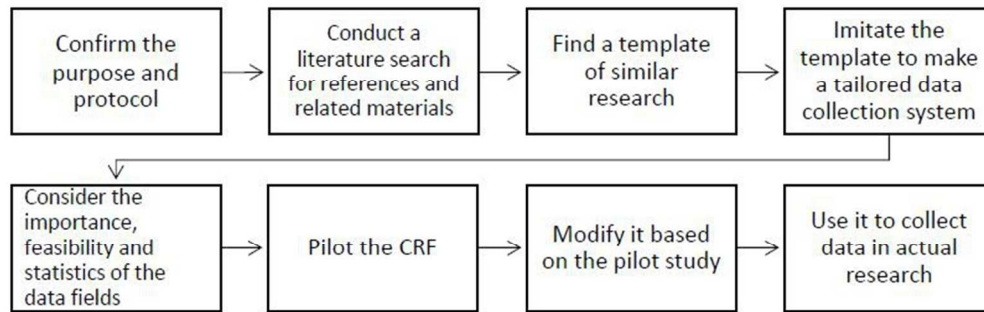 Confirm the
purpose and
protocol
Conduct a
literature search
for references and
related materials
Find a template
of similar
research
Imitate the
template to make
a tailored data
collection system
Consider the
importance,
feasibility and
statistics of the
data fields
Pilot the CRF
Modify it based
on the pilot study
Use it to collect
data in actual
research